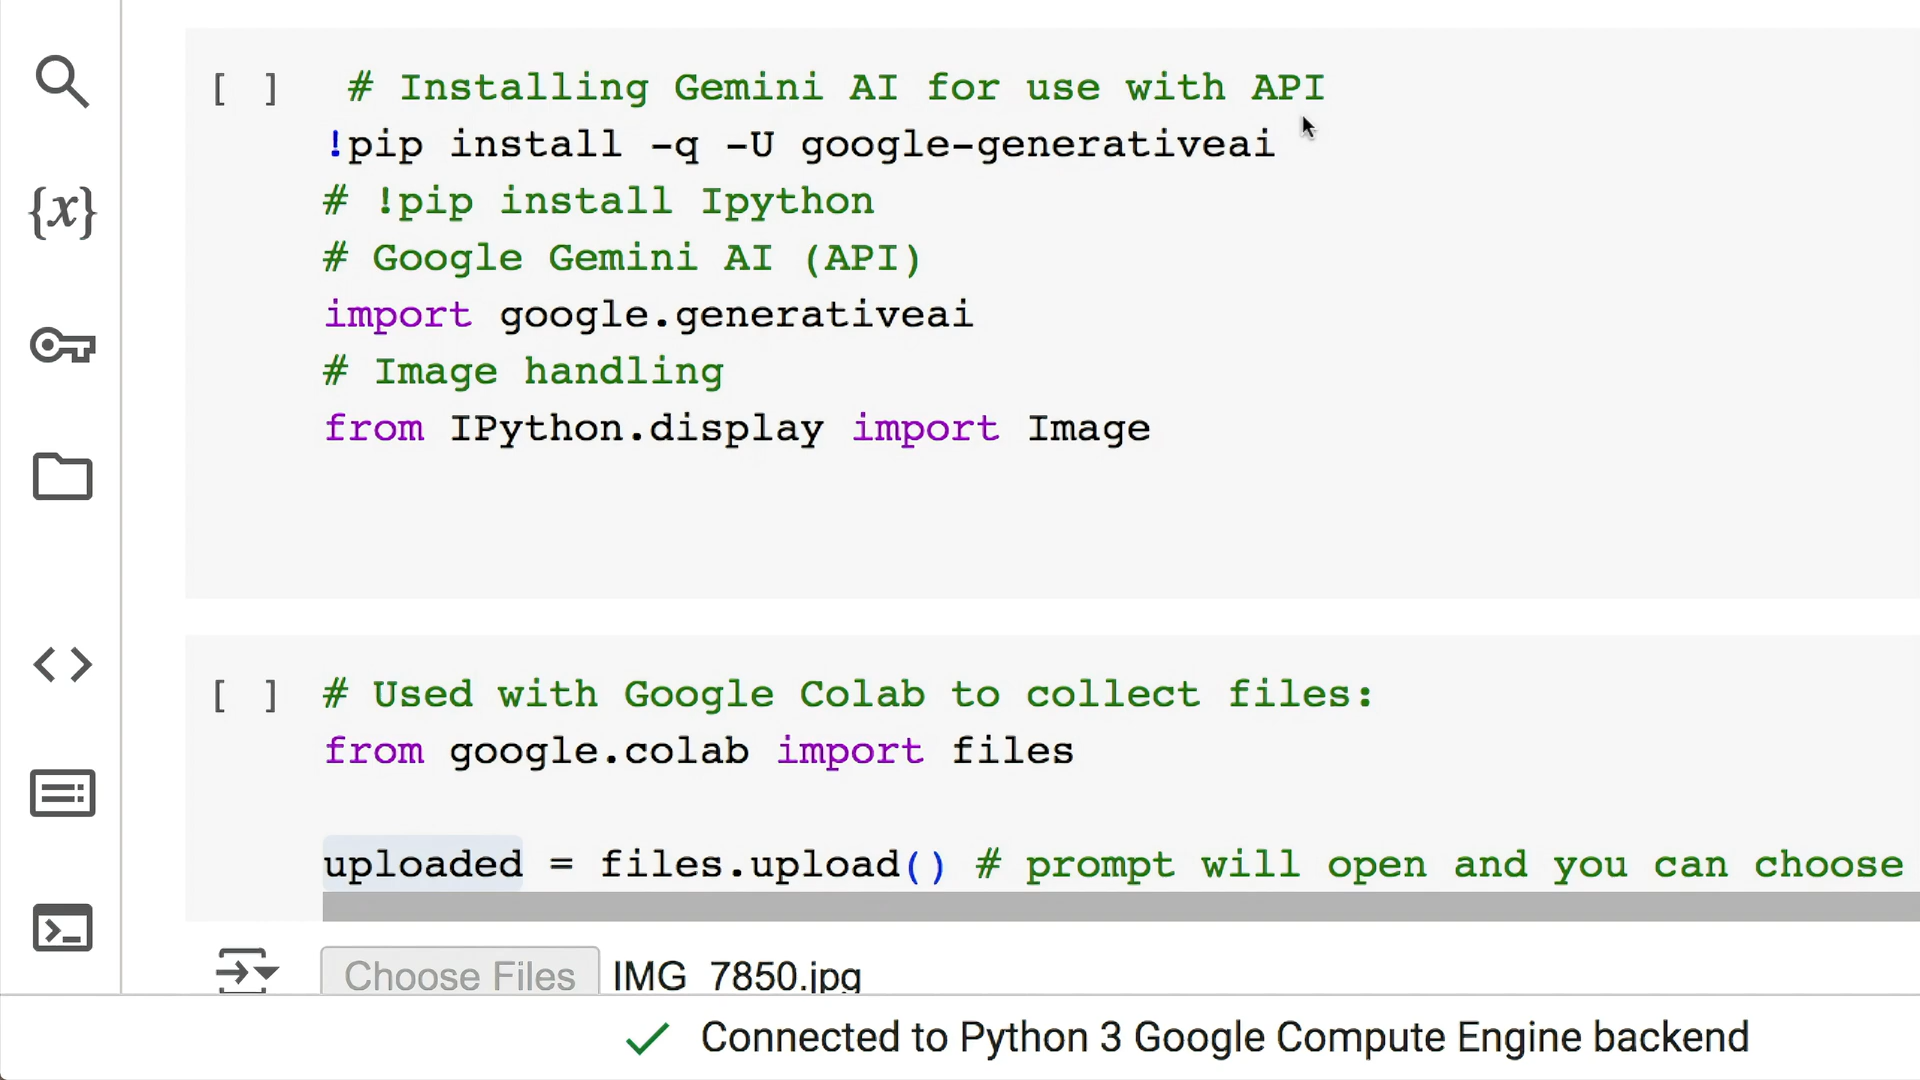 [ ] # Installing Gemini AI for use with API
!pip install -q -U google-generativeai
# !pip install Ipython
# Google Gemini AI (API)
import google.generativeai
# Image handling
from IPython.display import Image
{x}
[ ] # Used with Google Colab to collect files:
from google.colab import files
uploaded = files.upload() # prompt will open and you can choose
Choose Files IMG_7850.jpg
Connected to Python 3 Google Compute Engine backend